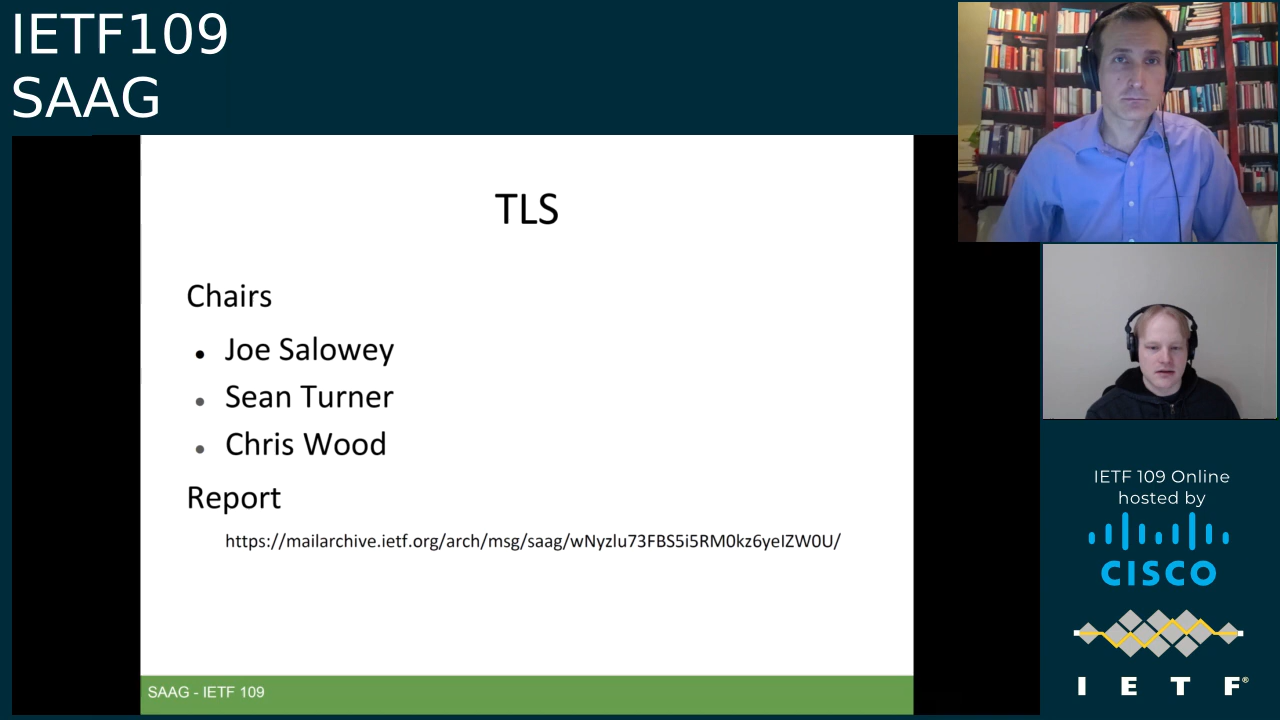 IETF109
SAAG
TLS
Chairs
• Joe Salowey
• Sean Turner
• Chris Wood
Report
https://mailarchive.ietf.org/arch/msg/saag/wNyzlu73FBS5i5RM0kz6yeIZW0U/
SAAG - IETF 109
IETF 109 Online
hosted by
CISCO
I E T F®